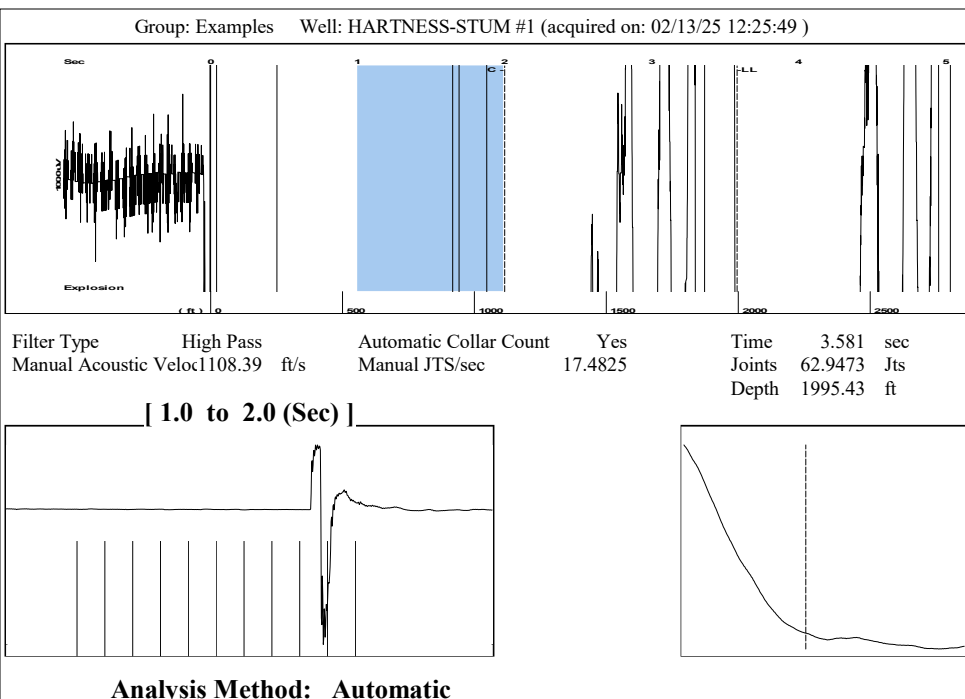 Group: Examples Well: HARTNESS-STUM #1 (acquired on: 02/13/25 12:25:49 )
Sec 0 1 2 3 4 5
C LL
Explosion
( ft ) 0 500 1000 1500 2000 2500
Filter Type High Pass Automatic Collar Count Yes Time 3.581 sec
Manual Acoustic Veloc1108.39 ft/s Manual JTS/sec 17.4825 Joints 62.9473 Jts
Depth 1995.43 ft
[ 1.0 to 2.0 (Sec) ]
Analysis Method: Automatic